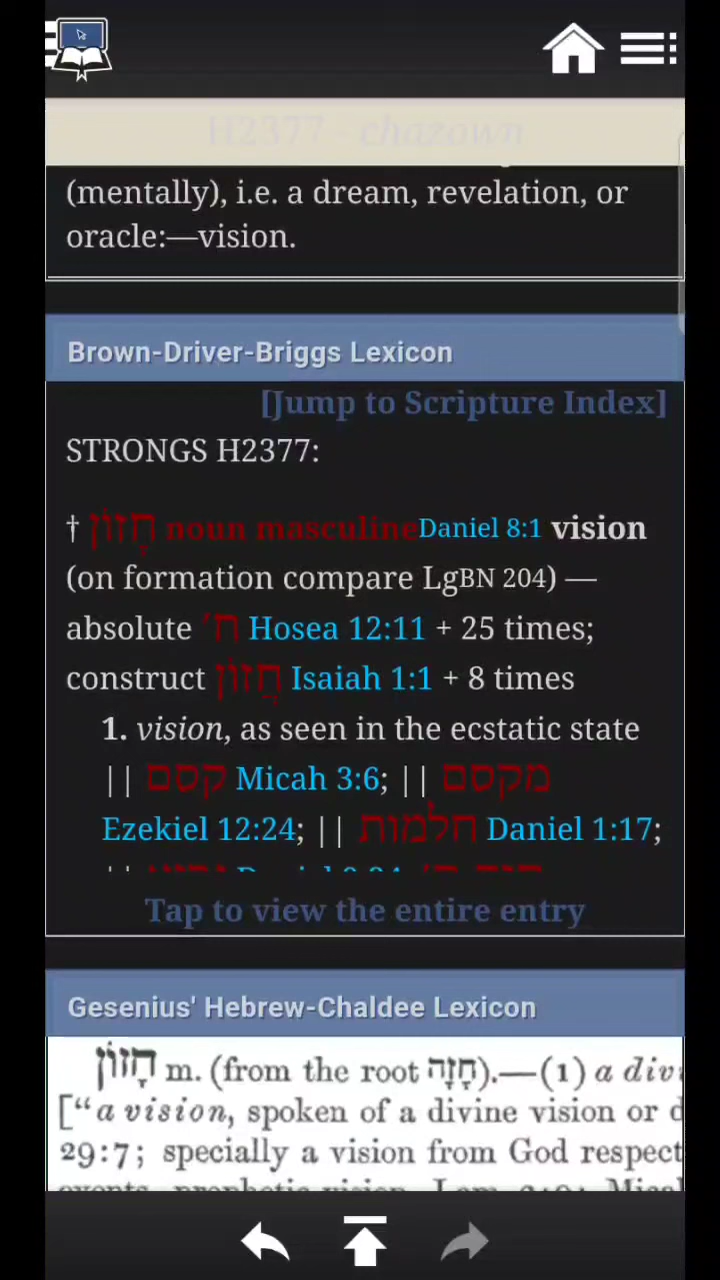 H2377 - chazown
(mentally), i.e. a dream, revelation, or
oracle:—vision.
Brown-Driver-Briggs Lexicon
[Jump to Scripture Index]
STRONGS H2377:
† חָזוֹן noun masculine Daniel 8:1 vision
(on formation compare LgBN 204) —
absolute ח׳ Hosea 12:11 + 25 times;
construct חֲזוֹן Isaiah 1:1 + 8 times
1. vision, as seen in the ecstatic state
|| קסם Micah 3:6; || מקסם
Ezekiel 12:24; || חלמות Daniel 1:17;
Tap to view the entire entry
Gesenius' Hebrew-Chaldee Lexicon
חָזוֹן m. (from the root חָזָה).—(1) a
[“a vision, spoken of a divine vision or
29:7; specially a vision from God